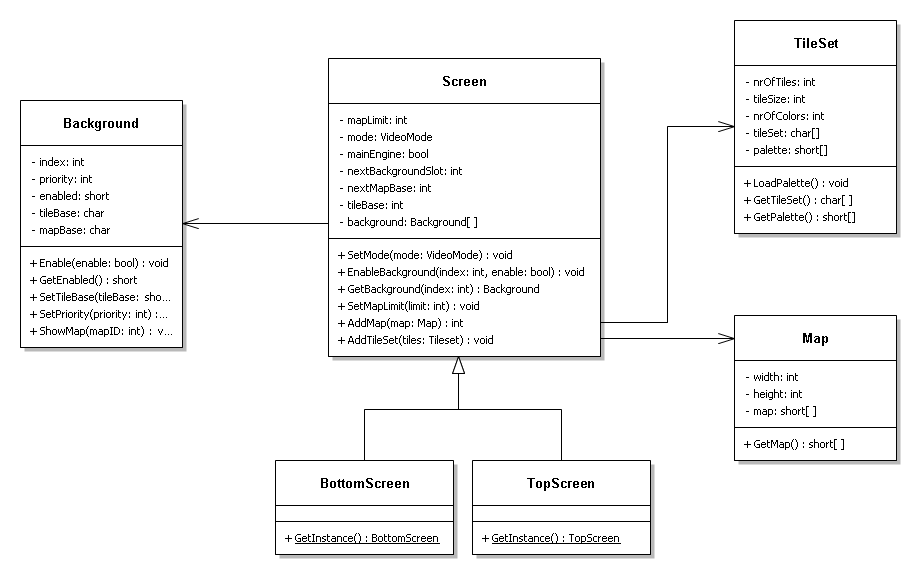 TileSet
- nrOfTiles: int
- tileSize: int
- nrOfColors: int
- tileSet: char[]
- palette: short[]
+ LoadPalette() : void
+ GetTileSet() : char[ ]
+ GetPalette() : short[]
Screen
- mapLimit: int
- mode: VideoMode
- mainEngine: bool
- nextBackgroundSlot: int
- nextMapBase: int
- tileBase: int
- background: Background[ ]
+ SetMode(mode: VideoMode) : void
+ EnableBackground(index: int, enable: bool) : void
+ GetBackground(index: int) : Background
+ SetMapLimit(limit: int) : void
+ AddMap(map: Map) : int
+ AddTileSet(tiles: Tileset) : void
Background
- index: int
- priority: int
- enabled: short
- tileBase: char
- mapBase: char
+ Enable(enable: bool) : void
+ GetEnabled() : short
+ SetTileBase(tileBase: sho...
+ SetPriority(priority: int) :...
+ ShowMap(mapID: int) : v...
Map
- width: int
- height: int
- map: short[ ]
+ GetMap() : short[ ]
BottomScreen
+ GetInstance() : BottomScreen
TopScreen
+ GetInstance() : TopScreen